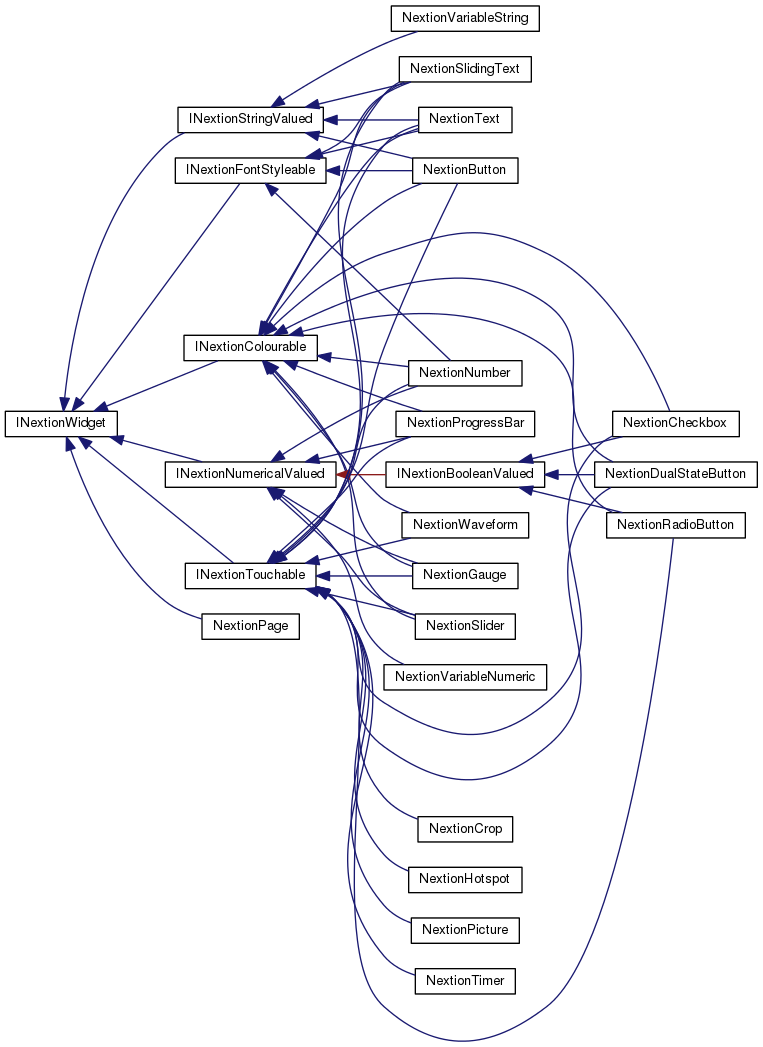 NextionVariableString
NextionSlidingText
INextionStringValued
NextionText
INextionFontStyleable
NextionButton
INextionColourable
NextionNumber
INextionWidget
NextionProgressBar
NextionCheckbox
INextionNumericalValued
INextionBooleanValued
NextionDualStateButton
NextionWaveform
NextionRadioButton
INextionTouchable
NextionGauge
NextionPage
NextionSlider
NextionVariableNumeric
NextionCrop
NextionHotspot
NextionPicture
NextionTimer